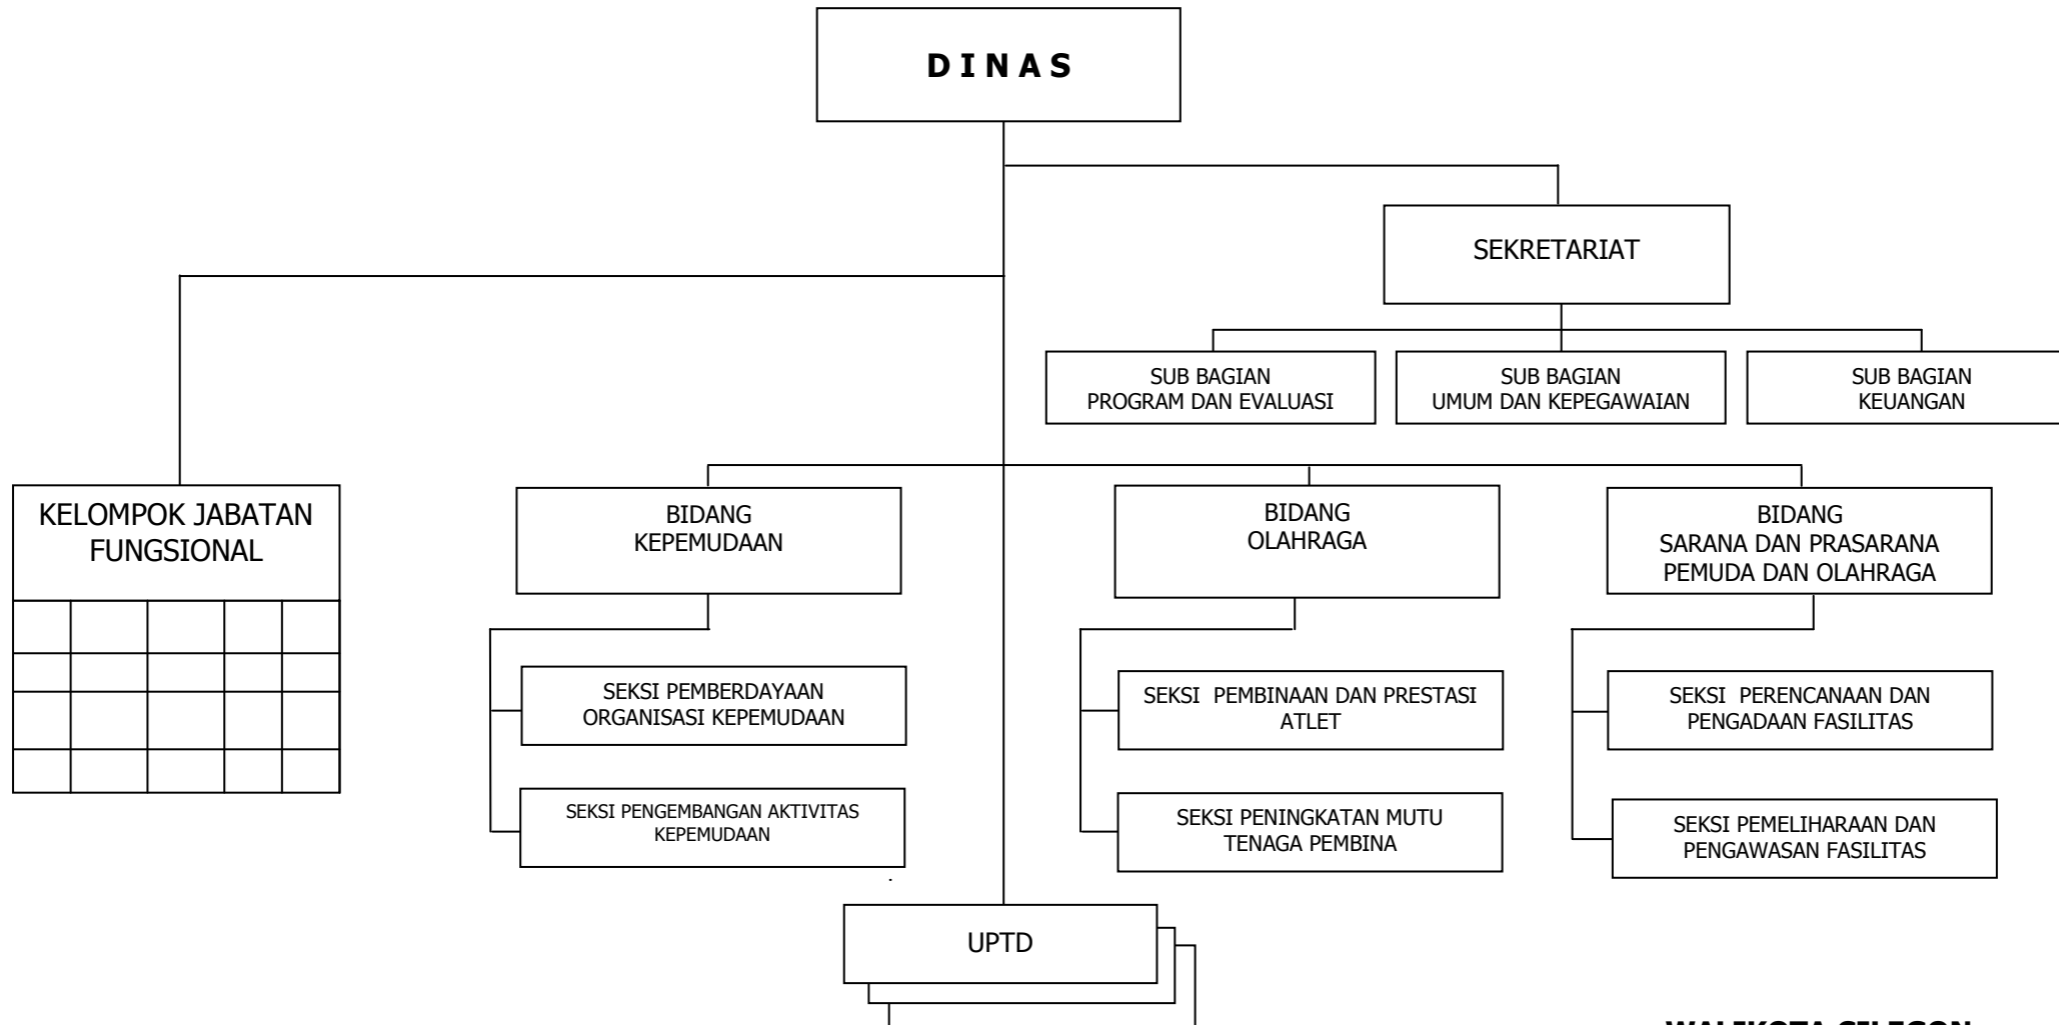 D I N A S
SEKRETARIAT
SUB BAGIAN
PROGRAM DAN EVALUASI
SUB BAGIAN
UMUM DAN KEPEGAWAIAN
SUB BAGIAN
KEUANGAN
KELOMPOK JABATAN
FUNGSIONAL
BIDANG
KEPEMUDAAN
BIDANG
OLAHRAGA
BIDANG
SARANA DAN PRASARANA
PEMUDA DAN OLAHRAGA
SEKSI PEMBERDAYAAN
ORGANISASI KEPEMUDAAN
SEKSI PEMBINAAN DAN PRESTASI
ATLET
SEKSI PERENCANAAN DAN
PENGADAAN FASILITAS
SEKSI PENGEMBANGAN AKTIVITAS
KEPEMUDAAN
SEKSI PENINGKATAN MUTU
TENAGA PEMBINA
SEKSI PEMELIHARAAN DAN
PENGAWASAN FASILITAS
UPTD
WALIKOTA CILEGON